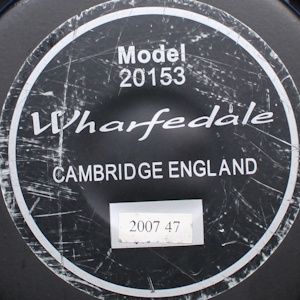 Model
20153
Wharfedale
CAMBRIDGE ENGLAND
2007 47